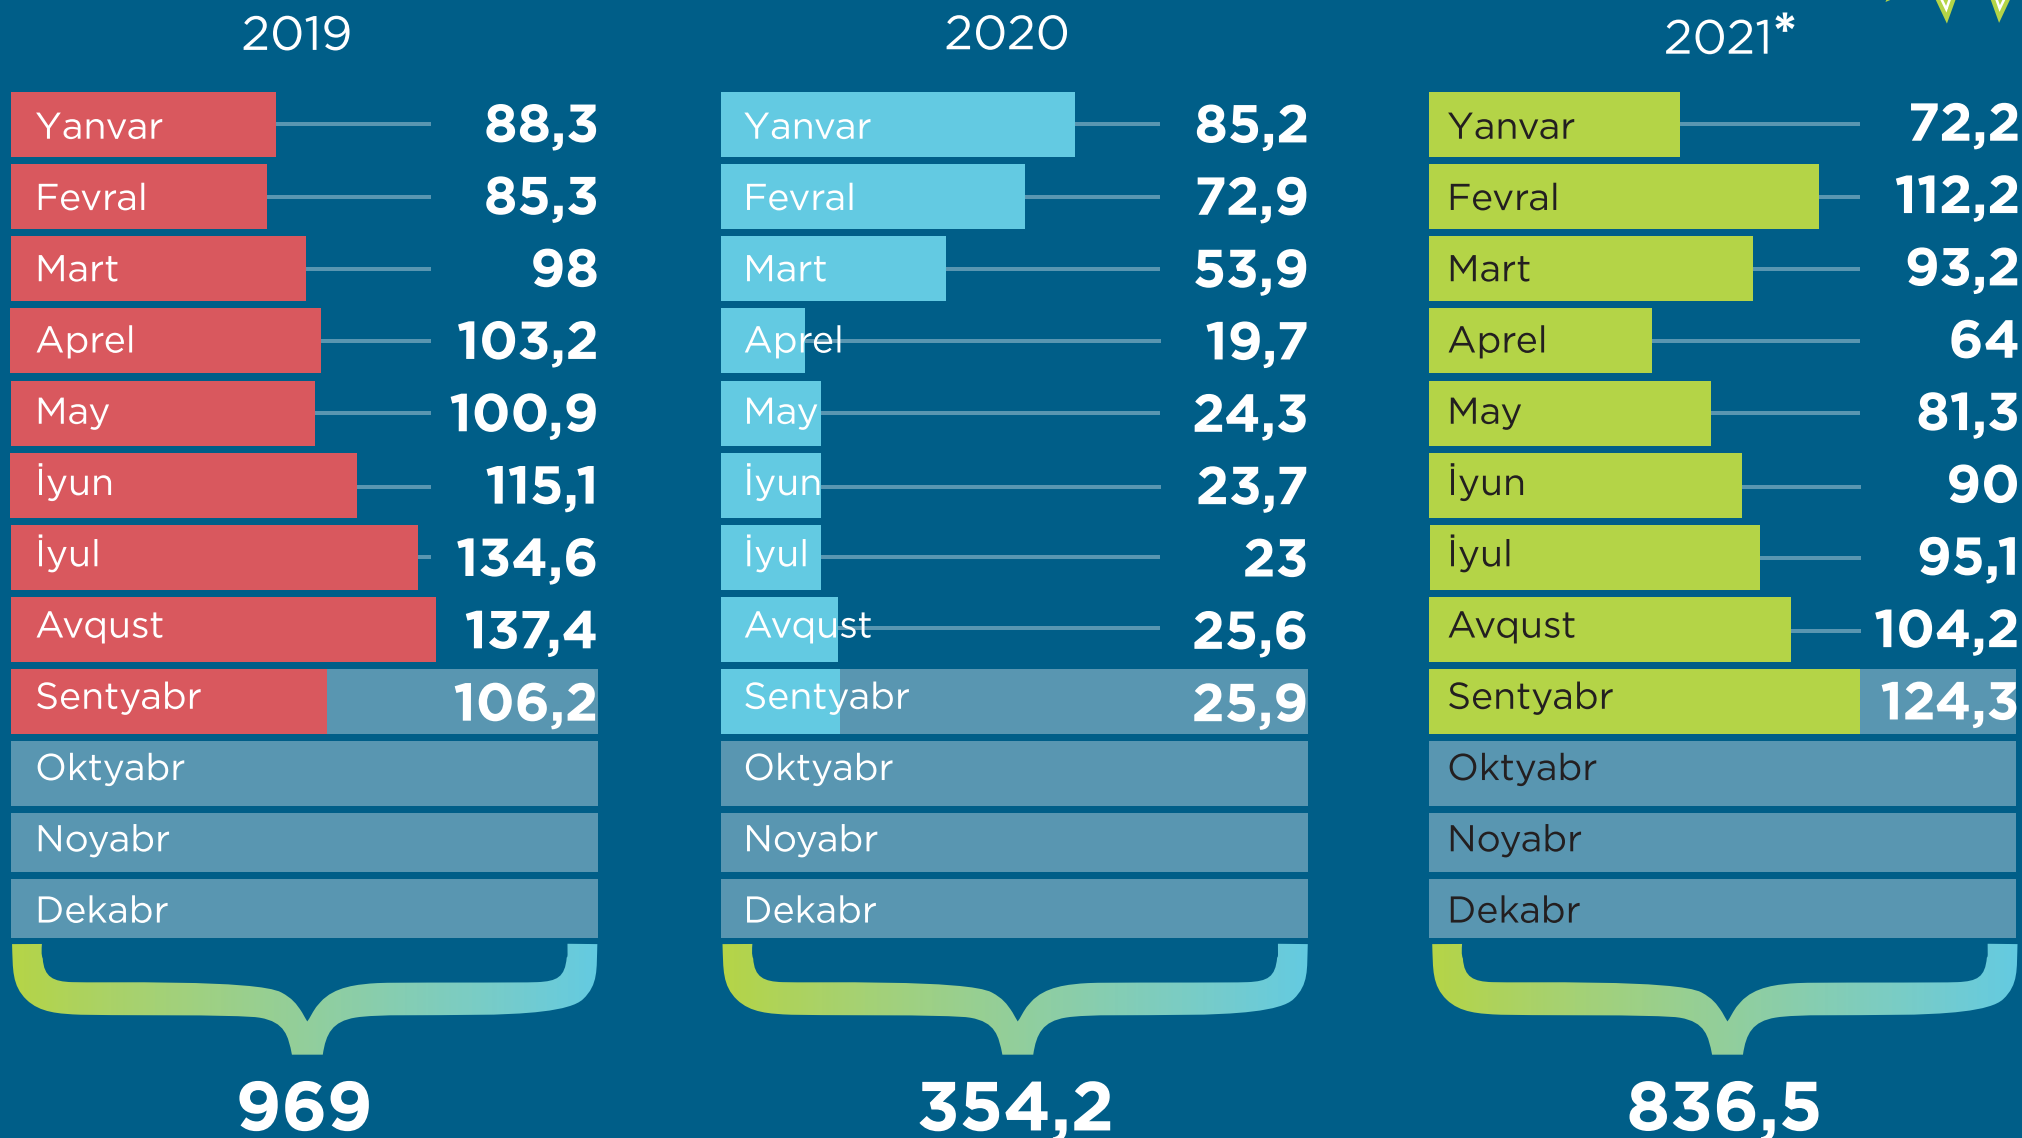 2019
Yanvar 88,3
Fevral 85,3
Mart 98
Aprel 103,2
May 100,9
İyun 115,1
İyul 134,6
Avqust 137,4
Sentyabr 106,2
Oktyabr
Noyabr
Dekabr
969
2020
Yanvar 85,2
Fevral 72,9
Mart 53,9
Aprel 19,7
May 24,3
İyun 23,7
İyul 23
Avqust 25,6
Sentyabr 25,9
Oktyabr
Noyabr
Dekabr
354,2
2021*
Yanvar 72,2
Fevral 112,2
Mart 93,2
Aprel 64
May 81,3
İyun 90
İyul 95,1
Avqust 104,2
Sentyabr 124,3
Oktyabr
Noyabr
Dekabr
836,5